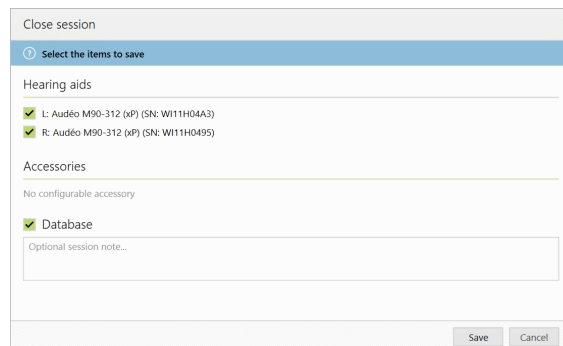 Close session
? Select the items to save
Hearing aids
L: Audéo M90-312 (xP) (SN: WI11H04A3)
R: Audéo M90-312 (xP) (SN: WI11H0495)
Accessories
No configurable accessory
Database
Optional session note...
Save Cancel